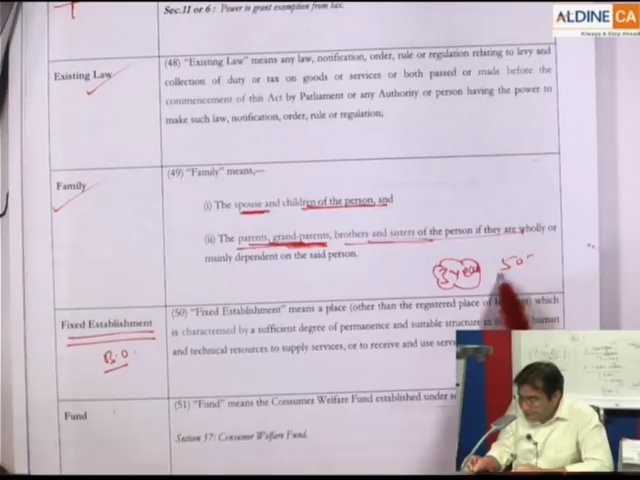 ALDINE CA
Always A Step Ahead
Sec.11 or 6: Power to grant exemption from tax.
Existing Law
(48) "Existing Law" means any law, notification, order, rule or regulation relating to levy and
collection of duty or tax on goods or services or both passed or made before the
commencement of this Act by Parliament or any Authority or person having the power to
make such law, notification, order, rule or regulation;
Family
(49) "Family" means,—
(i) The spouse and children of the person, and
(ii) The parents, grand-parents, brothers and sisters of the person if they are wholly or
mainly dependent on the said person.
3 year 50
Fixed Establishment
B.O.
(50) "Fixed Establishment" means a place (other than the registered place of which
is characterised by a sufficient degree of permanence and suitable structure in human
and technical resources to supply services, or to receive and use
Fund
(51) "Fund" means the Consumer Welfare Fund established under
Section 57: Consumer Welfare Fund.